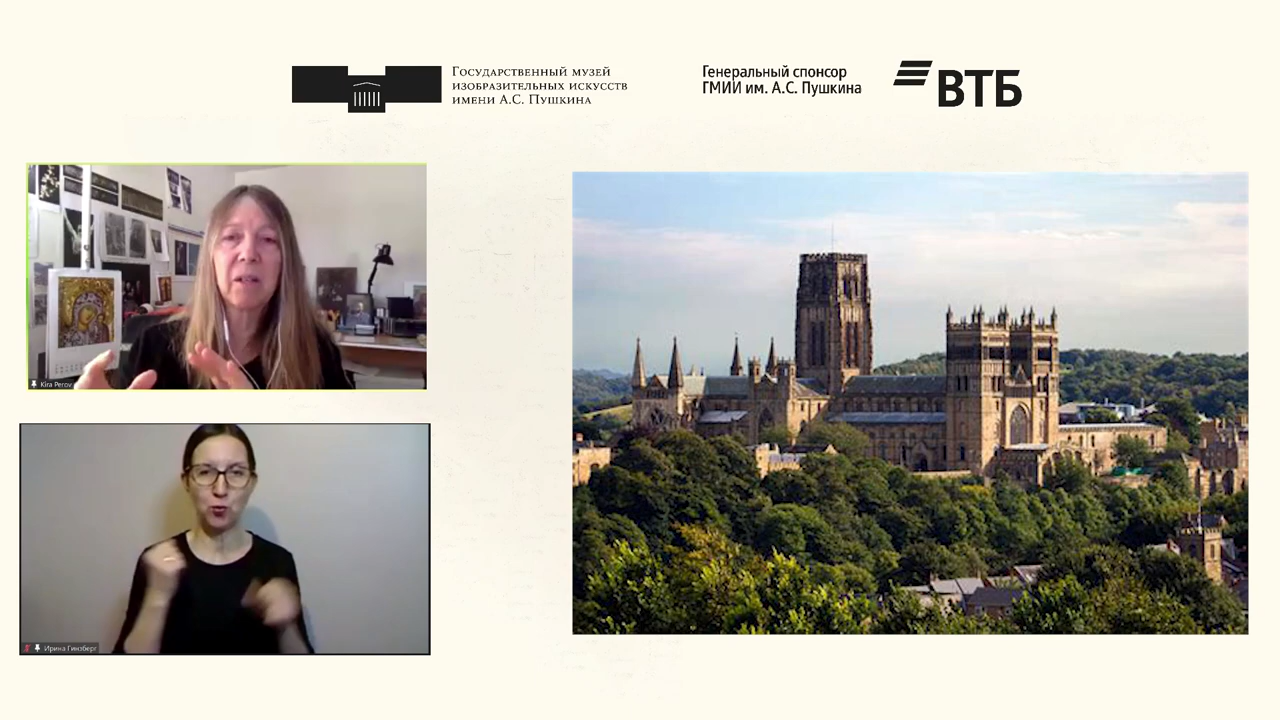 Государственный музей
изобразительных искусств
имени А.С. Пушкина
Генеральный спонсор
ГМИИ им. А.С. Пушкина
ВТБ
Kira Perov
Ирина Гинзберг